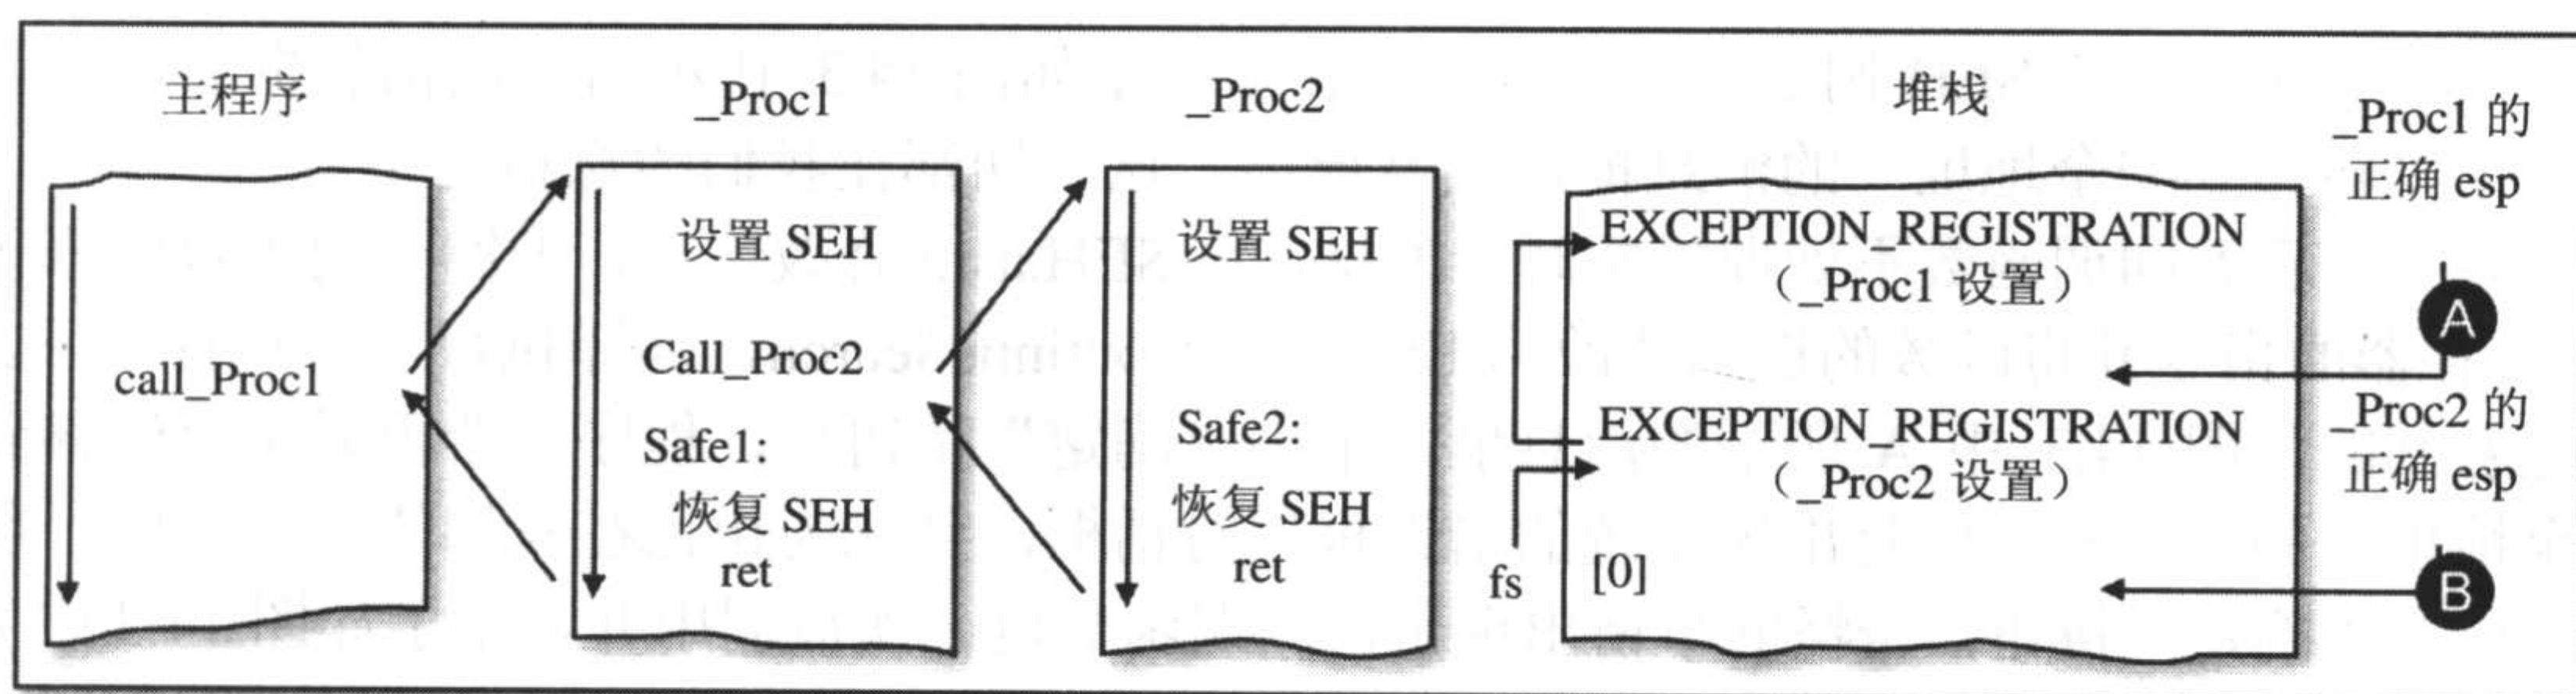 主程序
call_Proc1
_Proc1
设置 SEH
Call_Proc2
Safe1:
恢复 SEH
ret
_Proc2
设置 SEH
Safe2:
恢复 SEH
ret
堆栈
EXCEPTION_REGISTRATION
（_Proc1 设置）
EXCEPTION_REGISTRATION
（_Proc2 设置）
fs [0]
_Proc1 的
正确 esp
A
_Proc2 的
正确 esp
B